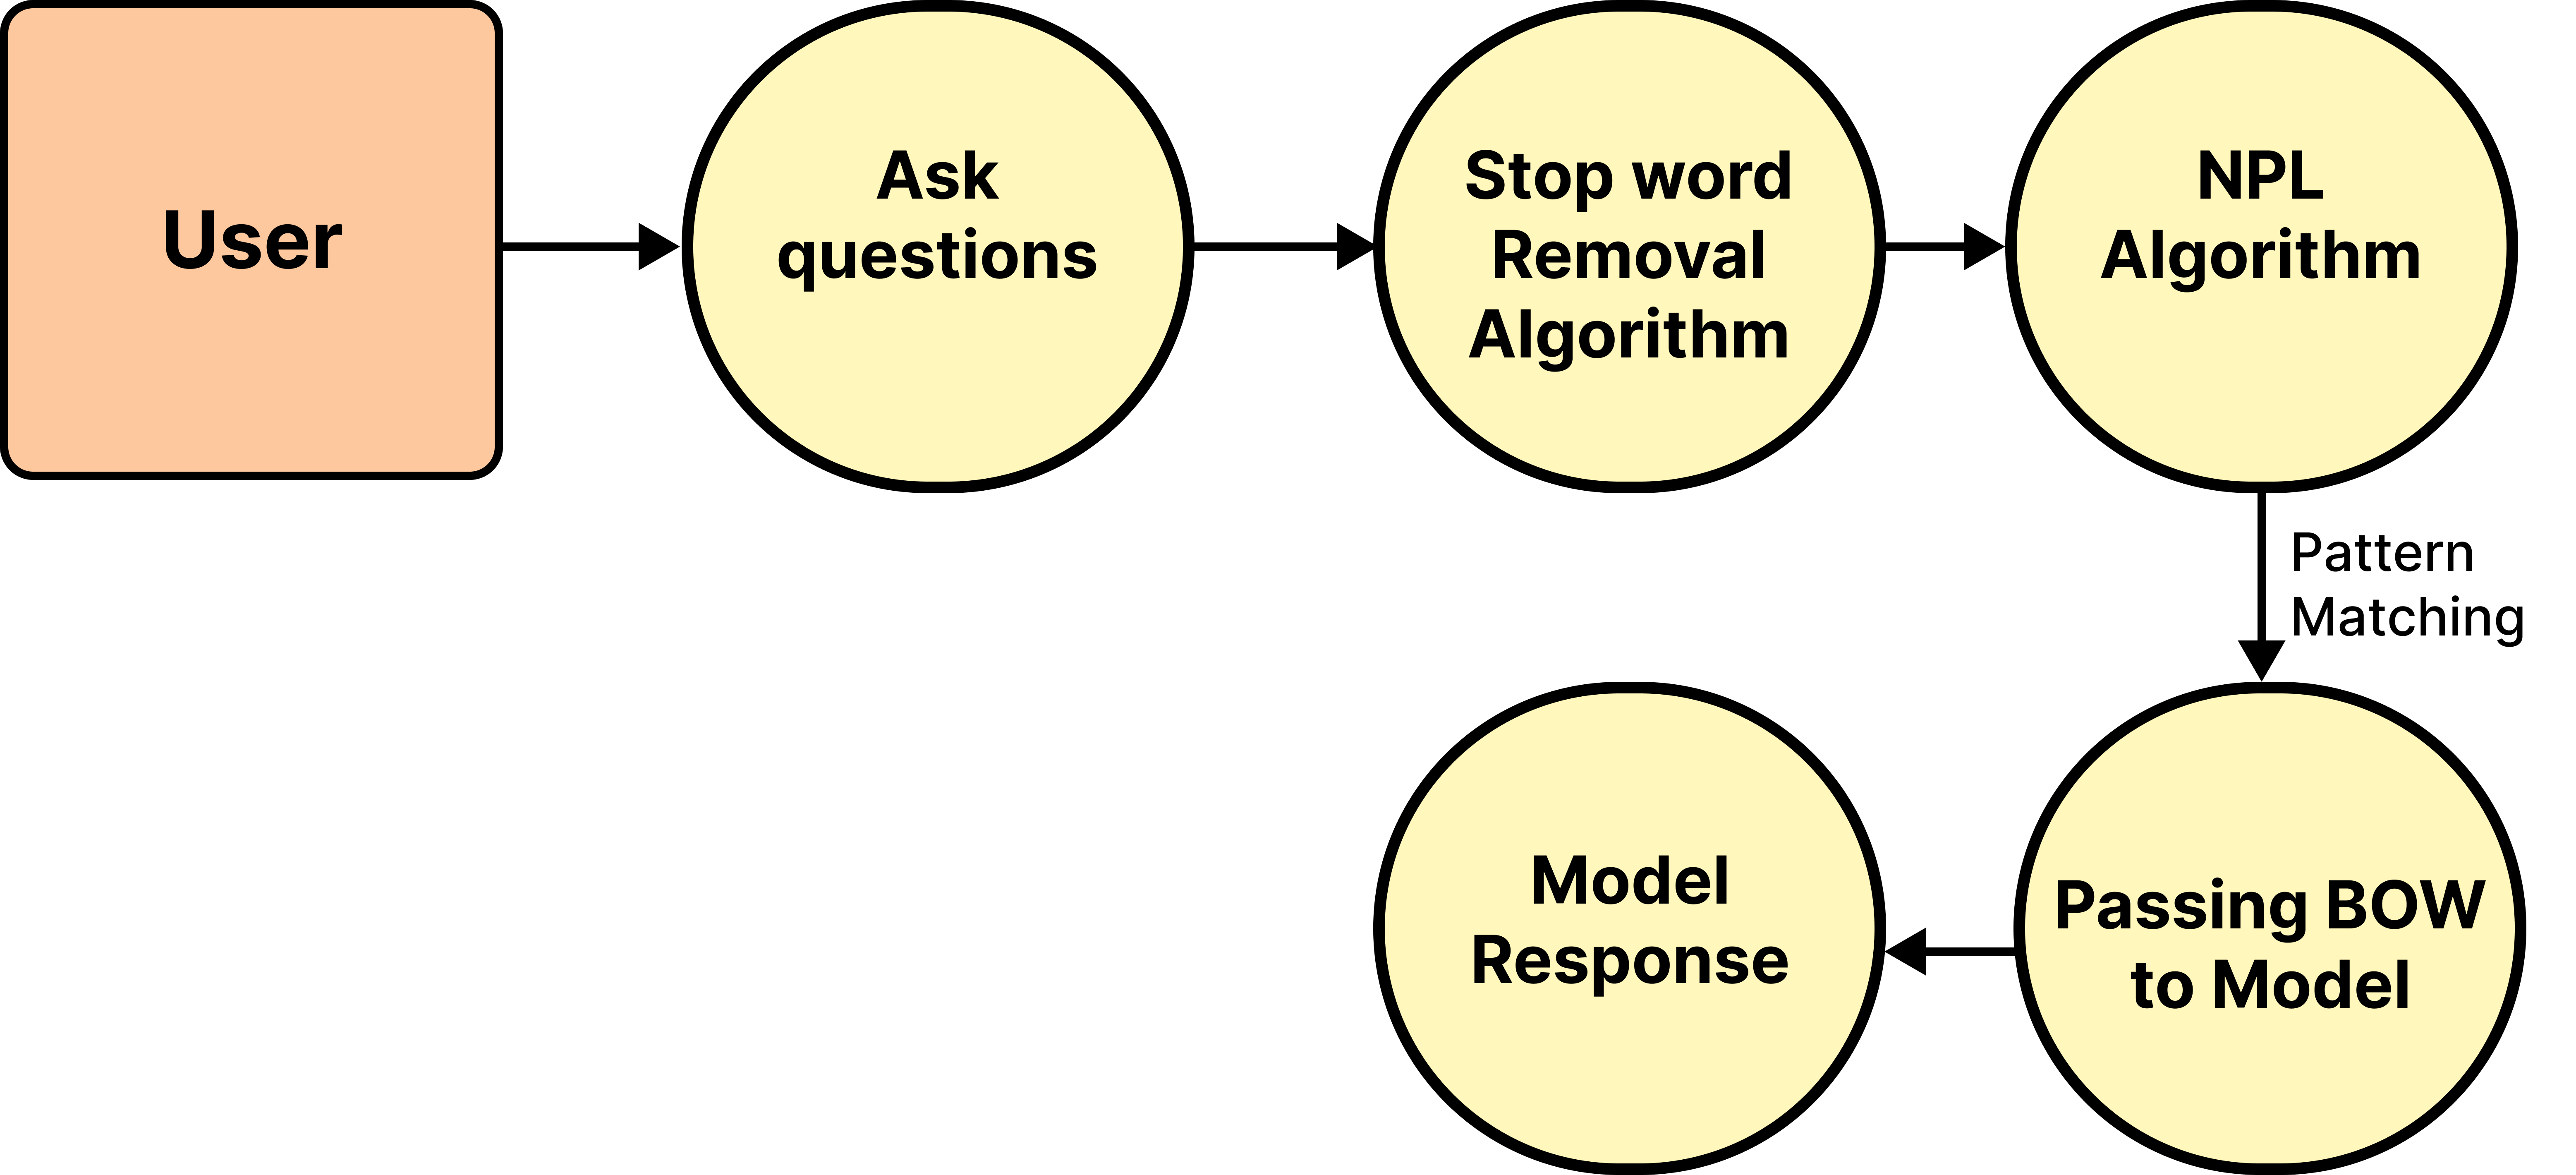 User
Ask
questions
Stop word
Removal
Algorithm
NPL
Algorithm
Pattern
Matching
Passing BOW
to Model
Model
Response